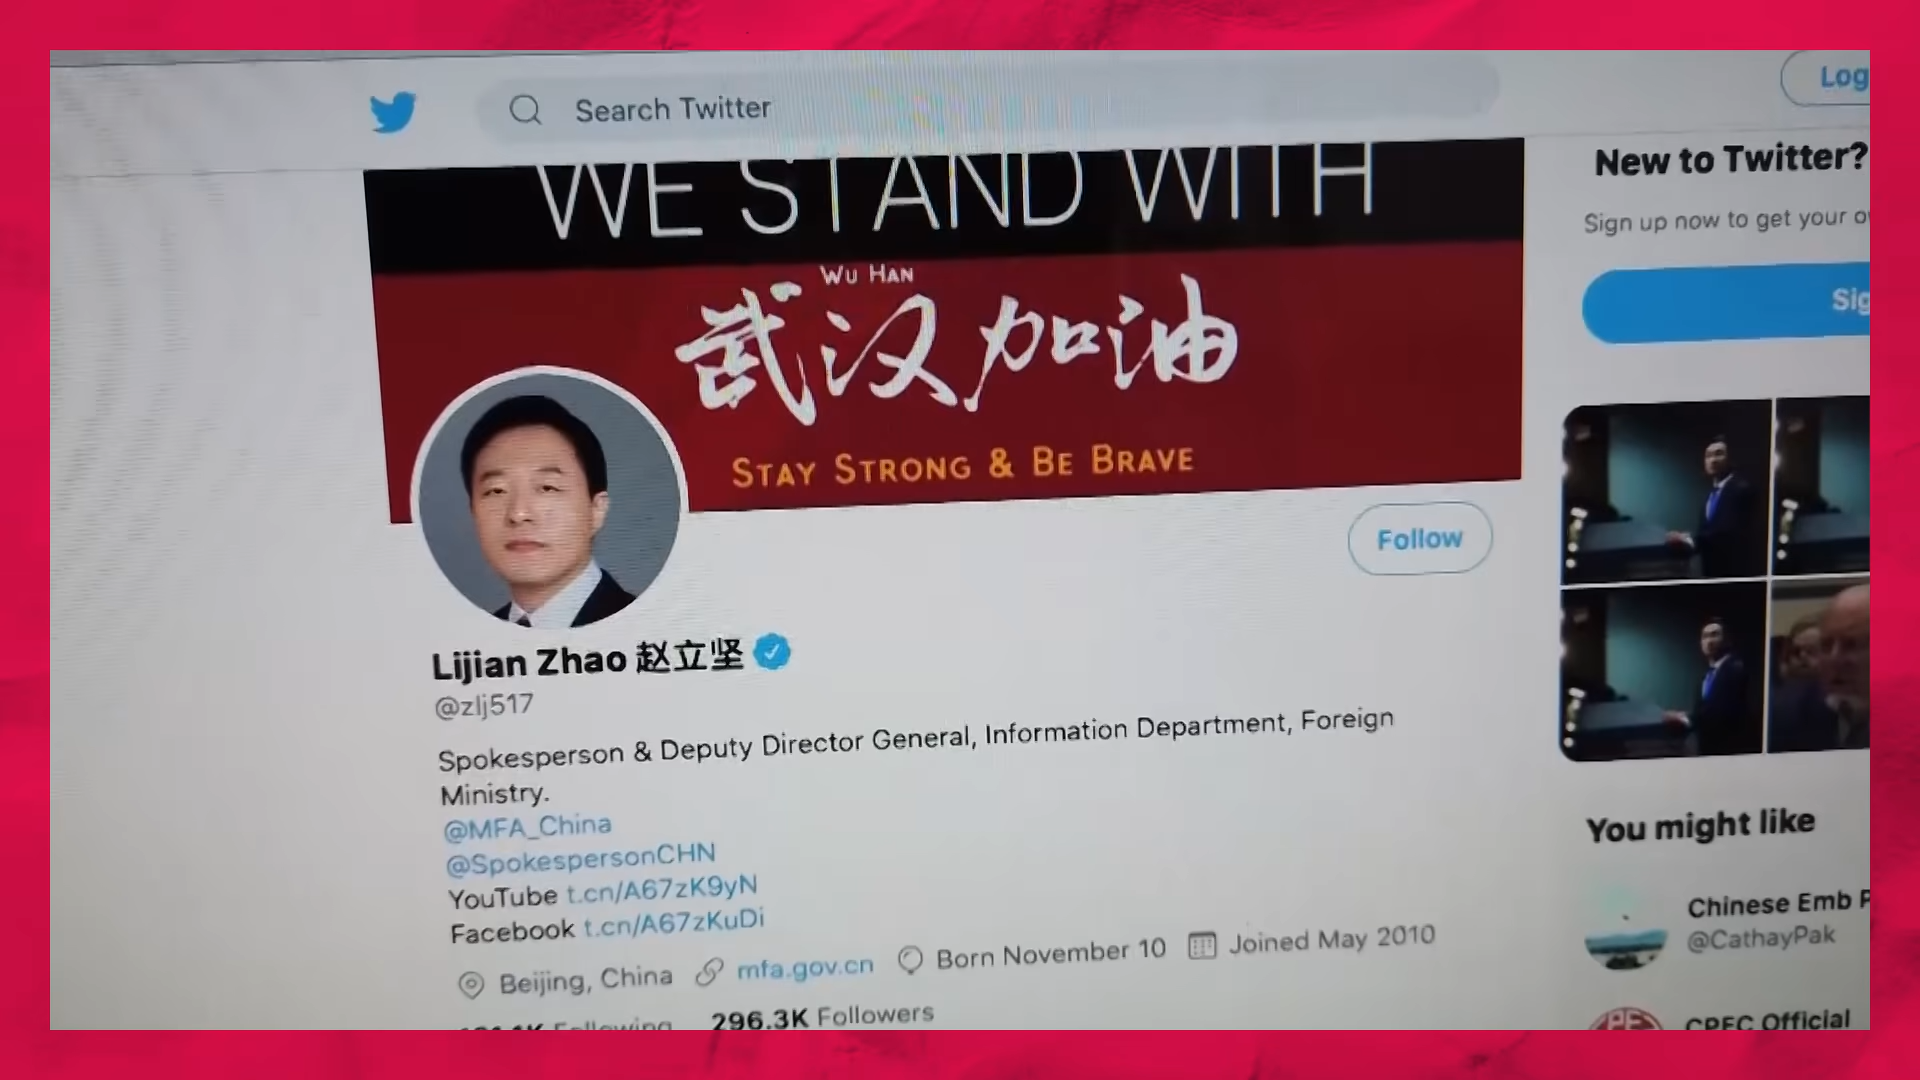 Search Twitter
Log
WE STAND WITH
WU HAN
武汉加油
STAY STRONG & BE BRAVE
Follow
Lijian Zhao 赵立坚
@zlj517
Spokesperson & Deputy Director General, Information Department, Foreign
Ministry.
@MFA_China
@SpokespersonCHN
YouTube t.cn/A67zK9yN
Facebook t.cn/A67zKuDi
Beijing, China mfa.gov.cn Born November 10 Joined May 2010
Following 296.3K Followers
New to Twitter?
Sign up now to get your
Sig
You might like
Chinese Emb
@CathayPak
CPEC Official